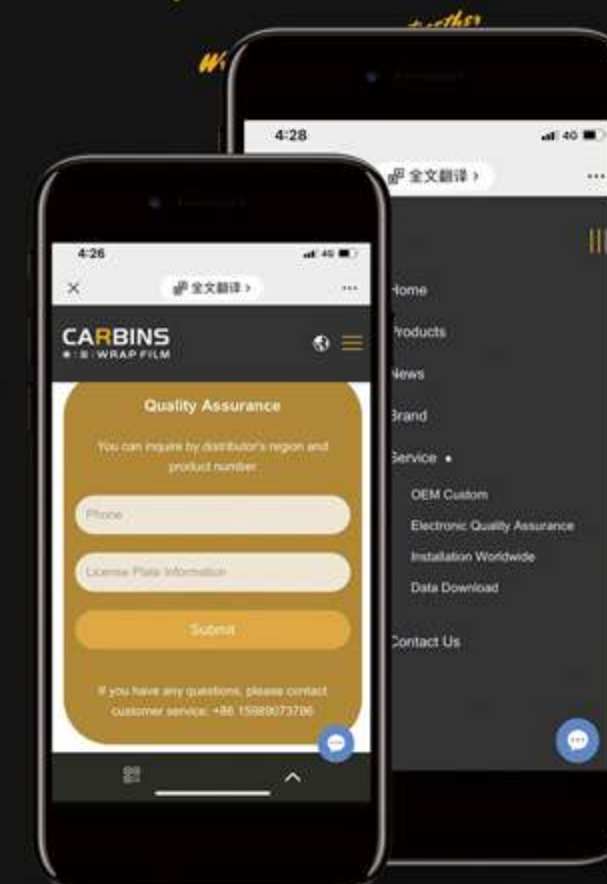 together
4:28
4G
全文翻译 >
Home
Products
News
Brand
Service
OEM Custom
Electronic Quality Assurance
Installation Worldwide
Data Download
Contact Us
4:26
4G
全文翻译 >
CARBINS
WRAP FILM
Quality Assurance
You can inquire by distributor's region and
product number
Phone
License Plate Information
Submit
If you have any questions, please contact
customer service: +86 15989073786